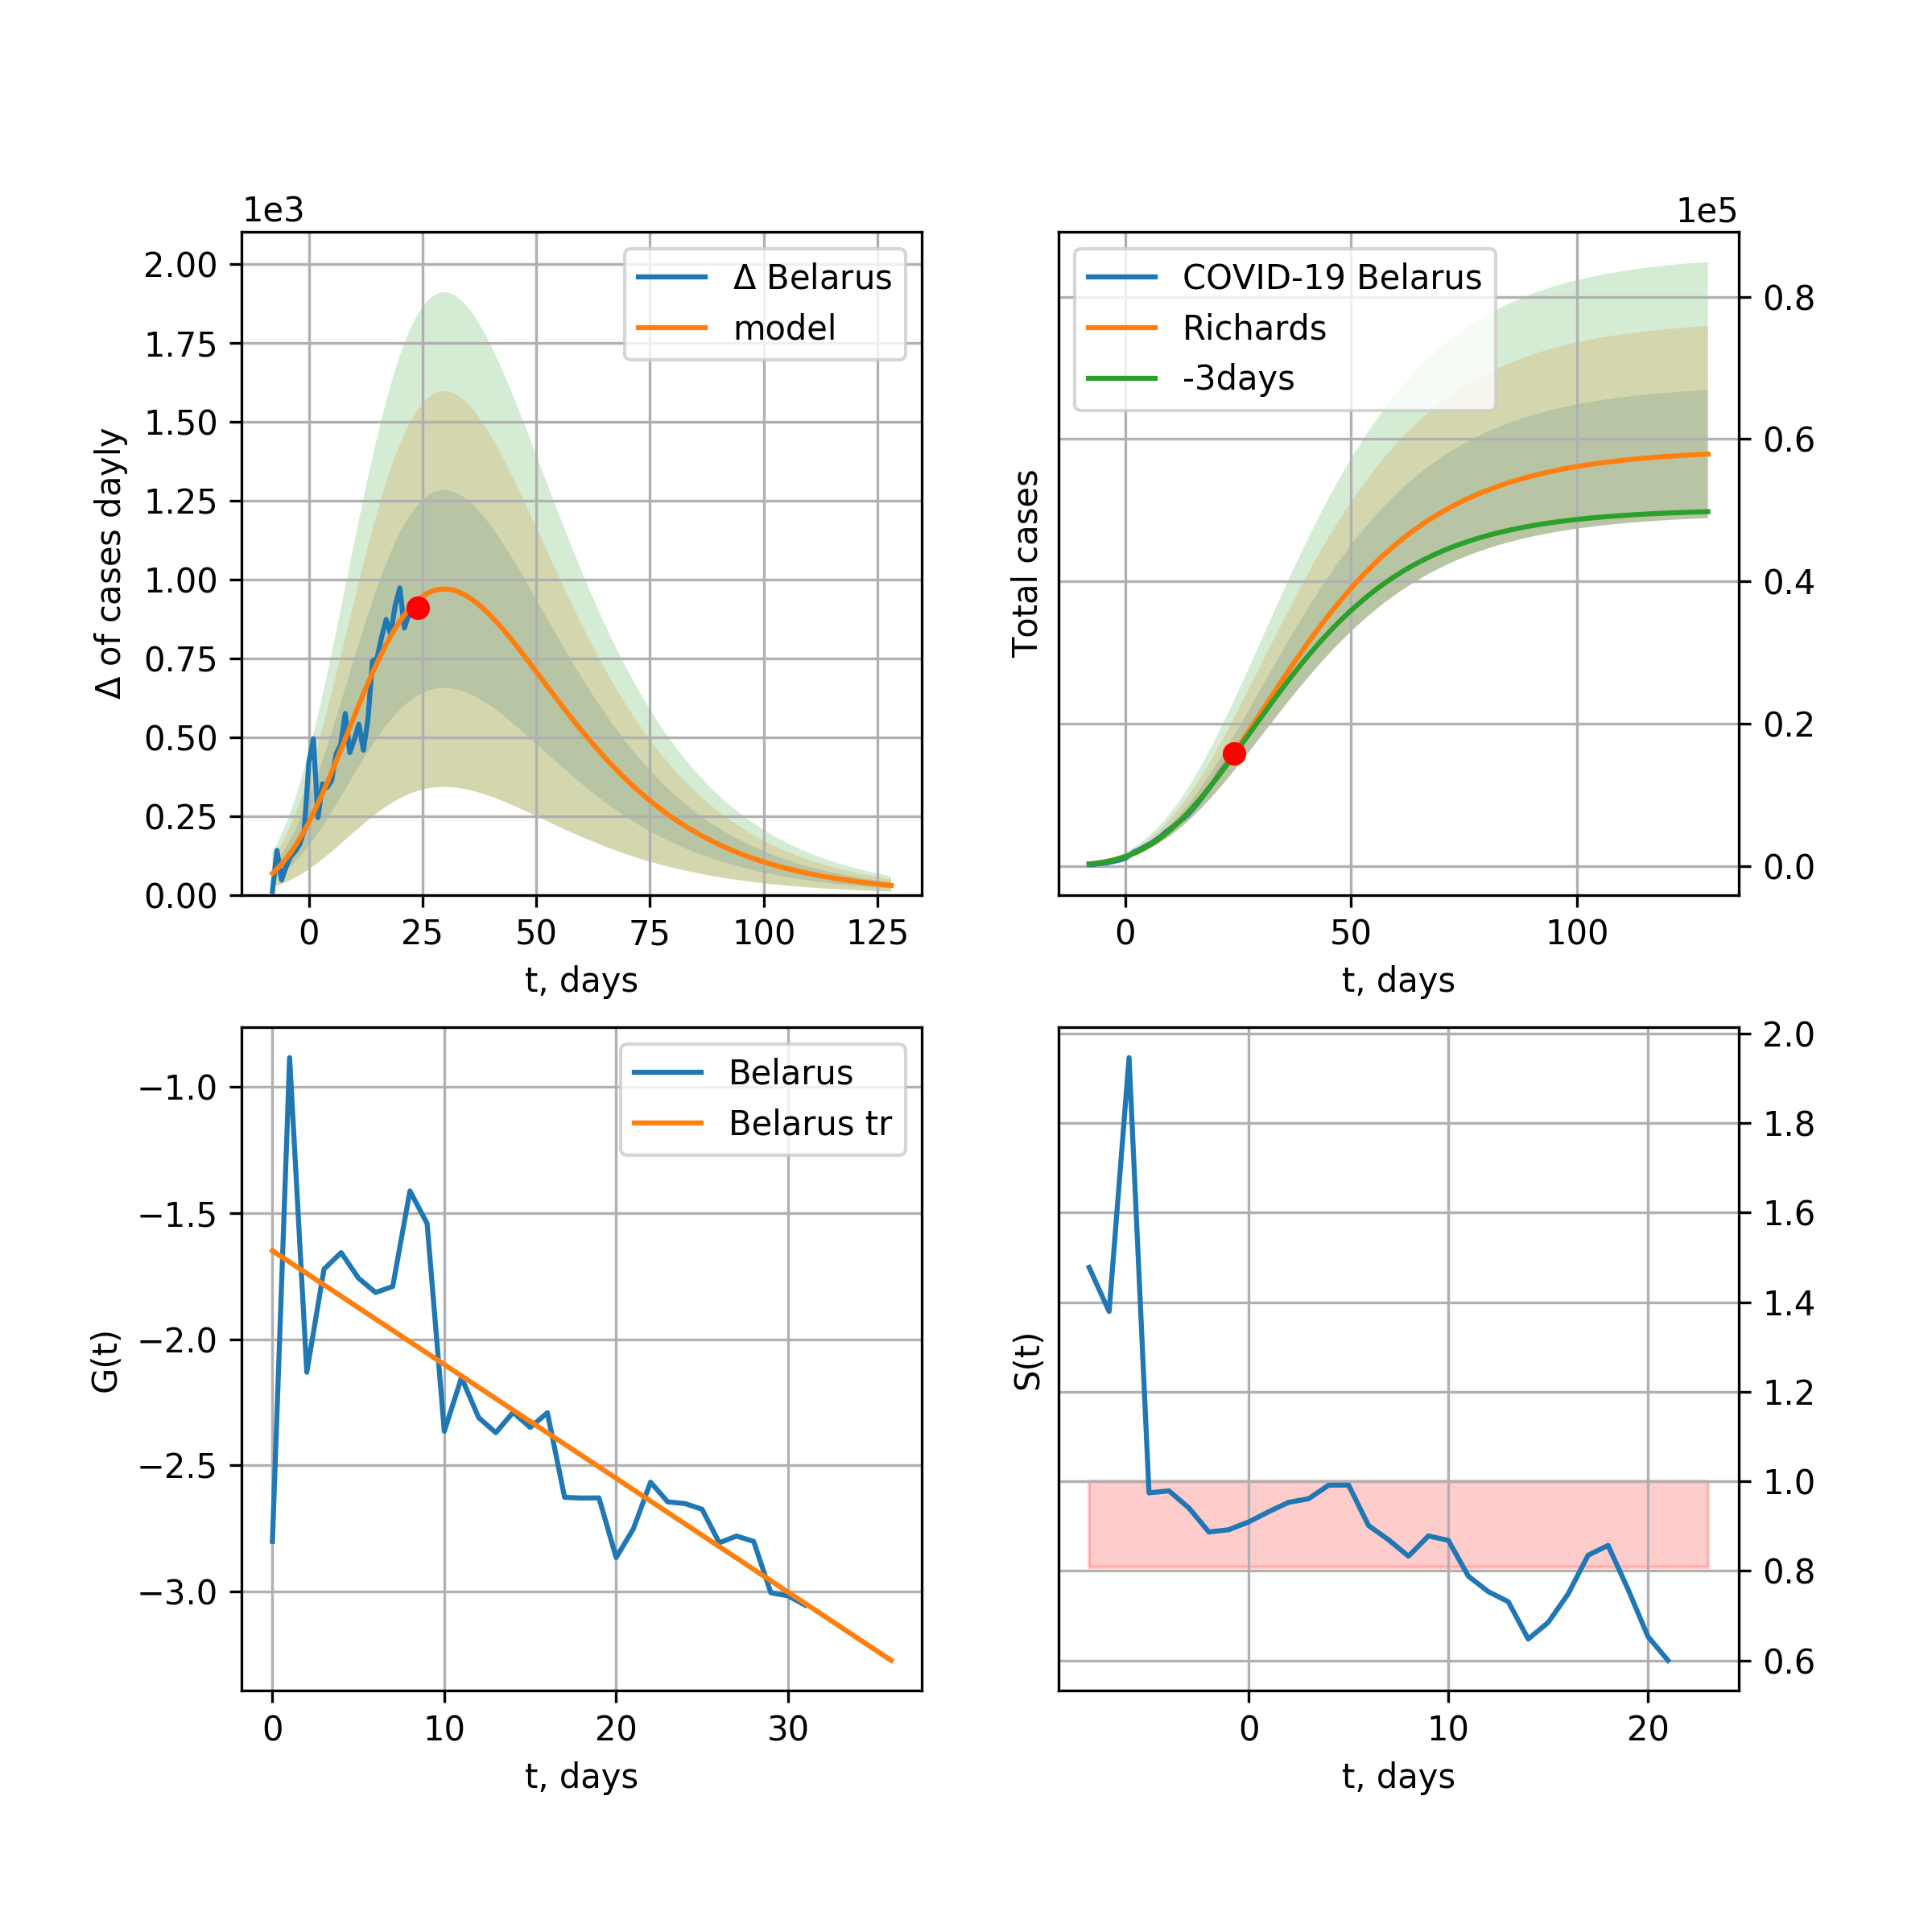 1e3
Δ of cases dayly
2.00
1.75
1.50
1.25
1.00
0.75
0.50
0.25
0.00
Δ Belarus
model
0 25 50 75 100 125
t, days
1e5
Total cases
COVID-19 Belarus
Richards
-3days
0.8
0.6
0.4
0.2
0.0
0 50 100
t, days
G(t)
−1.0
−1.5
−2.0
−2.5
−3.0
Belarus
Belarus tr
0 10 20 30
t, days
S(t)
2.0
1.8
1.6
1.4
1.2
1.0
0.8
0.6
0 10 20
t, days